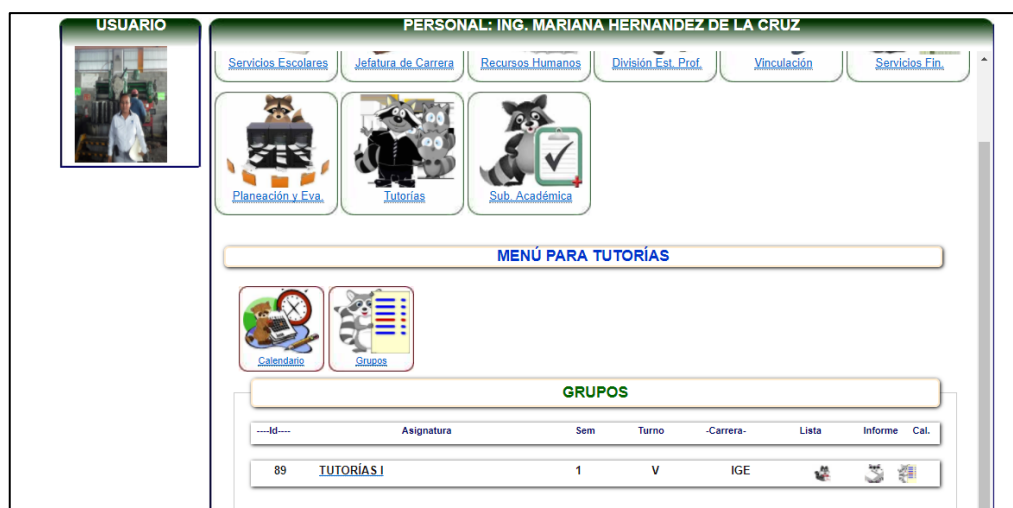 USUARIO
PERSONAL: ING. MARIANA HERNANDEZ DE LA CRUZ
Servicios Escolares Jefatura de Carrera Recursos Humanos División Est. Prof. Vinculación Servicios Fin.
Planeación y Eva. Tutorías Sub. Académica
MENÚ PARA TUTORÍAS
Calendario Grupos
GRUPOS
----Id---- Asignatura Sem Turno -Carrera- Lista Informe Cal.
89 TUTORÍAS I 1 V IGE